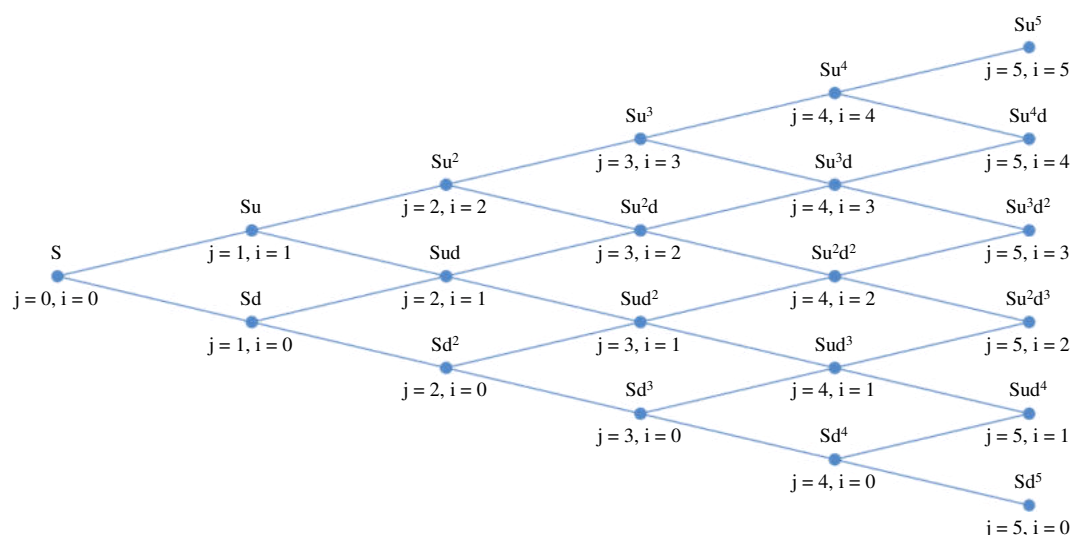 Su⁵
j = 5, i = 5
Su⁴
j = 4, i = 4
Su⁴d
j = 5, i = 4
Su³
j = 3, i = 3
Su³d
j = 4, i = 3
Su²
j = 2, i = 2
Su²d
j = 3, i = 2
Su³d²
j = 5, i = 3
Su
j = 1, i = 1
Sud
j = 2, i = 1
Su²d²
j = 4, i = 2
S
j = 0, i = 0
Sd
j = 1, i = 0
Sud²
j = 3, i = 1
Su²d³
j = 5, i = 2
Sd²
j = 2, i = 0
Sud³
j = 4, i = 1
Sd³
j = 3, i = 0
Sud⁴
j = 5, i = 1
Sd⁴
j = 4, i = 0
Sd⁵
j = 5, i = 0